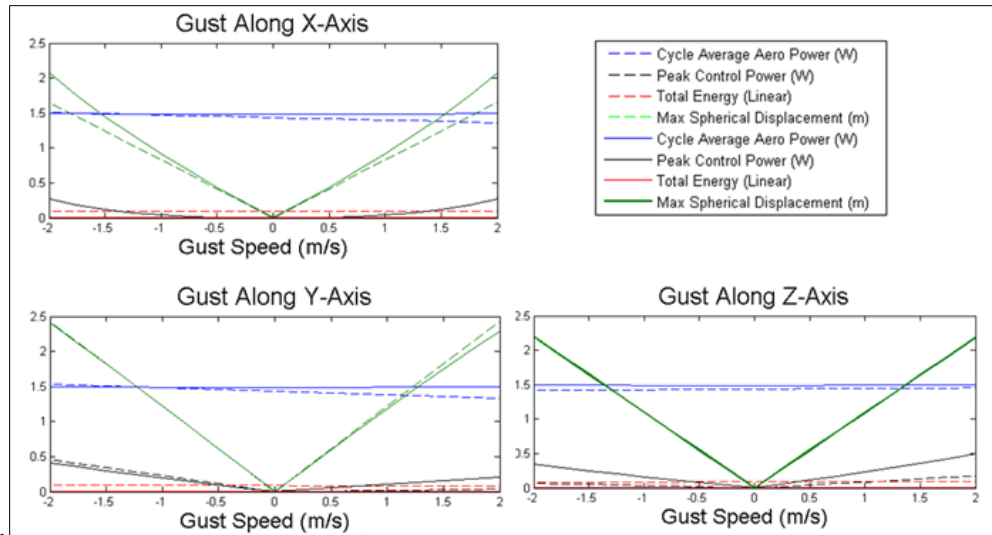 Gust Along X-Axis
2.5
2
1.5
1
0.5
0
-2 -1.5 -1 -0.5 0 0.5 1 1.5 2
Gust Speed (m/s)
Cycle Average Aero Power (W)
Peak Control Power (W)
Total Energy (Linear)
Max Spherical Displacement (m)
Cycle Average Aero Power (W)
Peak Control Power (W)
Total Energy (Linear)
Max Spherical Displacement (m)
Gust Along Y-Axis
2.5
2
1.5
1
0.5
0
-2 -1.5 -1 -0.5 0 0.5 1 1.5 2
Gust Speed (m/s)
Gust Along Z-Axis
2.5
2
1.5
1
0.5
0
-2 -1.5 -1 -0.5 0 0.5 1 1.5 2
Gust Speed (m/s)